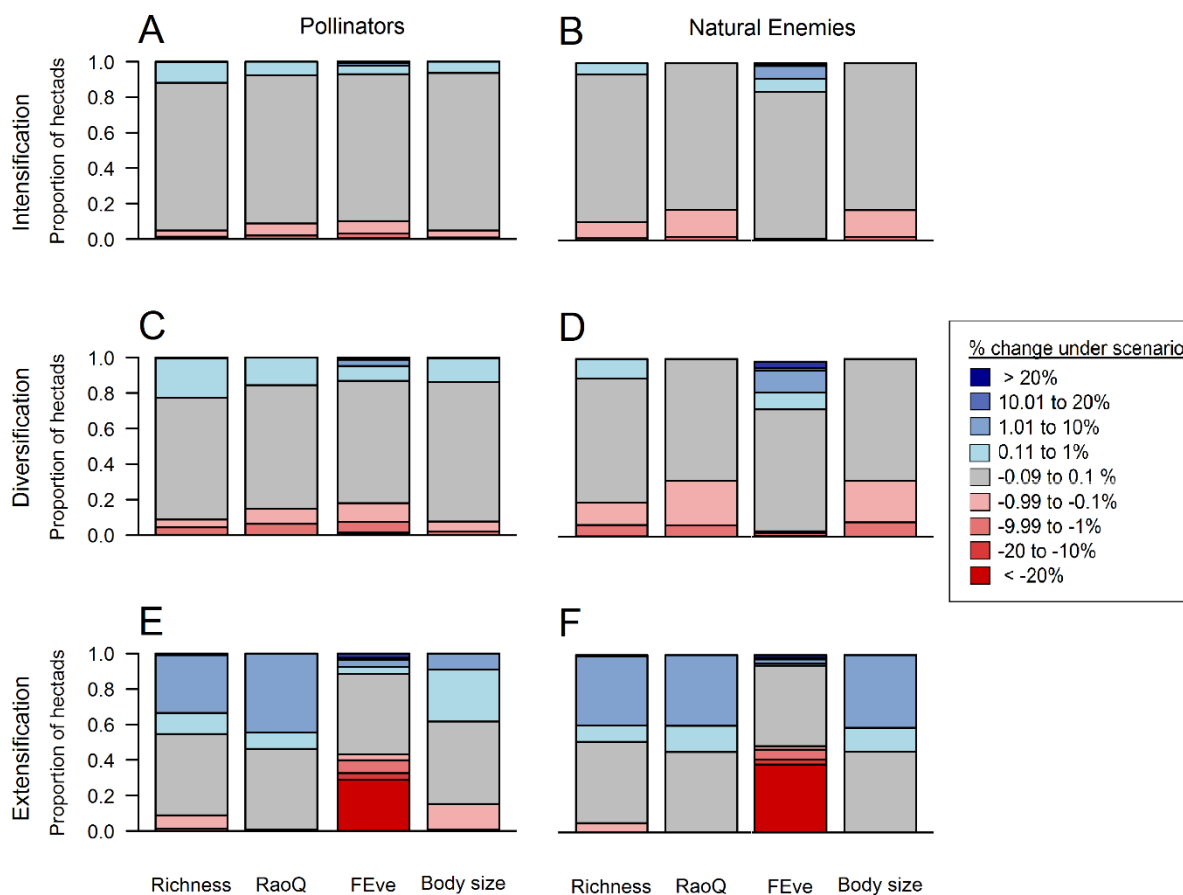 A
Pollinators
B
Natural Enemies
Intensification
Proportion of hectads
1.0
0.8
0.6
0.4
0.2
0.0
C
D
Diversification
Proportion of hectads
1.0
0.8
0.6
0.4
0.2
0.0
% change under scenario
> 20%
10.01 to 20%
1.01 to 10%
0.11 to 1%
-0.09 to 0.1 %
-0.99 to -0.1%
-9.99 to -1%
-20 to -10%
< -20%
E
F
Extensification
Proportion of hectads
1.0
0.8
0.6
0.4
0.2
0.0
Richness RaoQ FEve Body size
Richness RaoQ FEve Body size